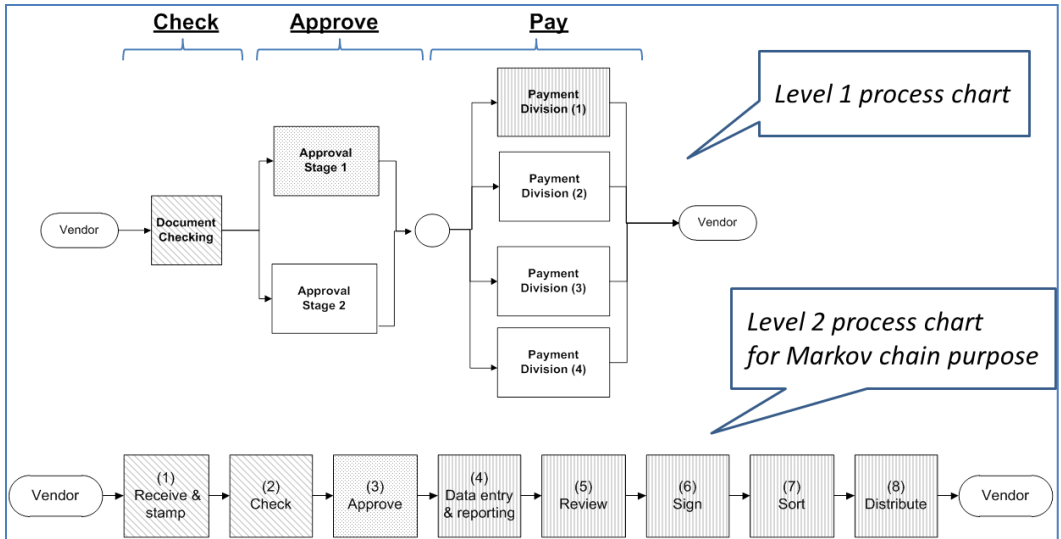 Check
Approve
Pay
Level 1 process chart
Payment
Division (1)
Approval
Stage 1
Payment
Division (2)
Vendor
Document
Checking
Vendor
Payment
Division (3)
Approval
Stage 2
Payment
Division (4)
Level 2 process chart
for Markov chain purpose
Vendor
(1)
Receive &
stamp
(2)
Check
(3)
Approve
(4)
Data entry
& reporting
(5)
Review
(6)
Sign
(7)
Sort
(8)
Distribute
Vendor